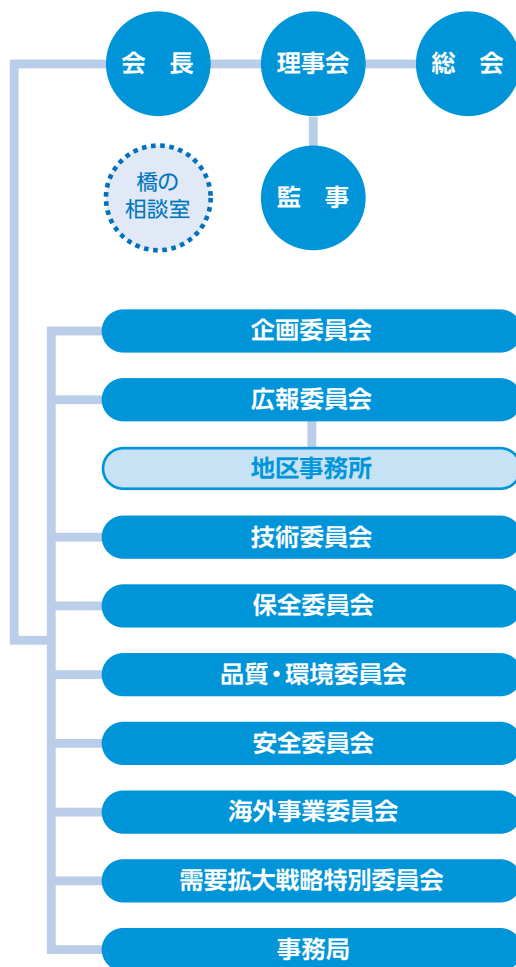 会 長
理事会
総 会
橋の
相談室
監 事
企画委員会
広報委員会
地区事務所
技術委員会
保全委員会
品質・環境委員会
安全委員会
海外事業委員会
需要拡大戦略特別委員会
事務局